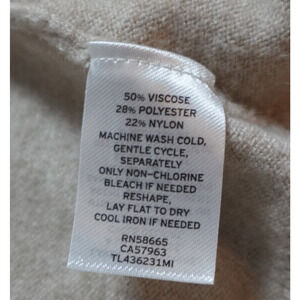 50% VISCOSE
28% POLYESTER
22% NYLON
MACHINE WASH COLD,
GENTLE CYCLE,
SEPARATELY
ONLY NON-CHLORINE
BLEACH IF NEEDED
RESHAPE,
LAY FLAT TO DRY
COOL IRON IF NEEDED
RN58665
CA57963
TL436231MI